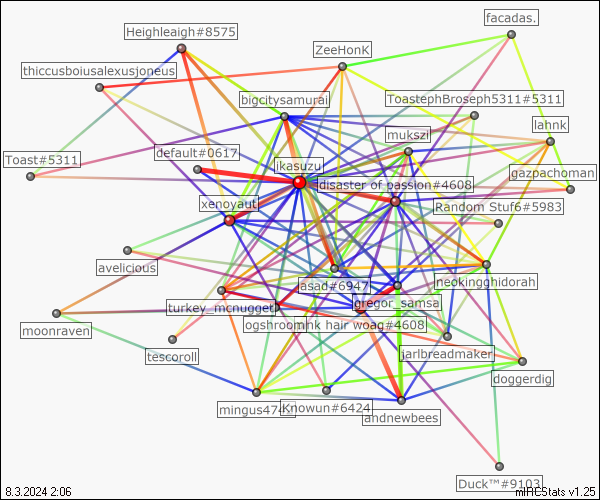 facadas.
Heighleaigh#8575
ZeeHonK
thiccusboiusalexusjoneus
bigcitysamurai
ToastephBroseph5311#5311
lahnk
mukszi
default#0617
Toast#5311
ikasuzu
gazpachoman
disaster of passion#4608
xenoyaut
Random Stuf6#5983
avelicious
asad#6947
neokingghidorah
turkey_mcnugget
gregor_samsa
moonraven
ogshroom
hnk hair woag#4608
tescoroll
jarlbreadmaker
doggerdig
Knowun#6424
andnewbees
Duck™#9103
8.3.2024 2:06
mIRCStats v1.25